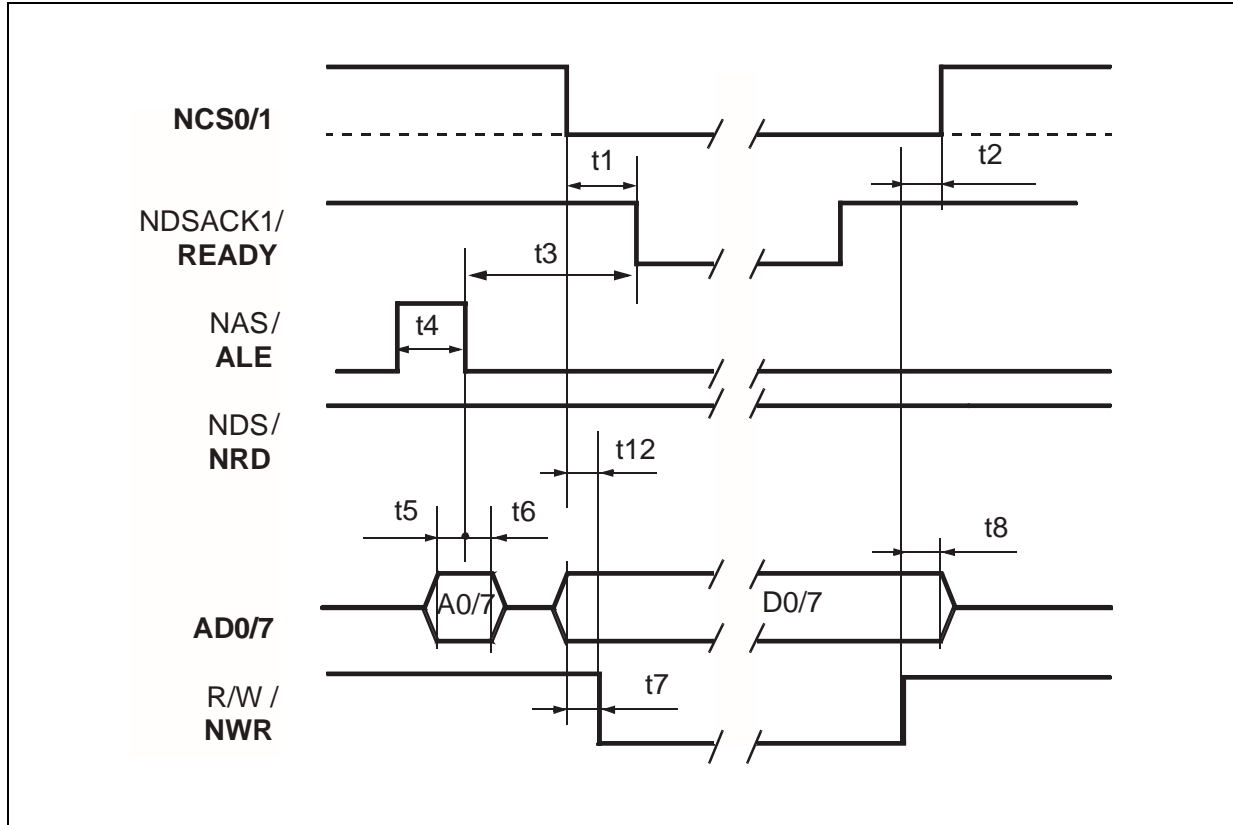 NCS0/1
t1
t2
NDSACK1/
READY
t3
NAS/
ALE
t4
NDS/
NRD
t12
t5
t6
t8
A0/7
D0/7
AD0/7
R/W /
NWR
t7